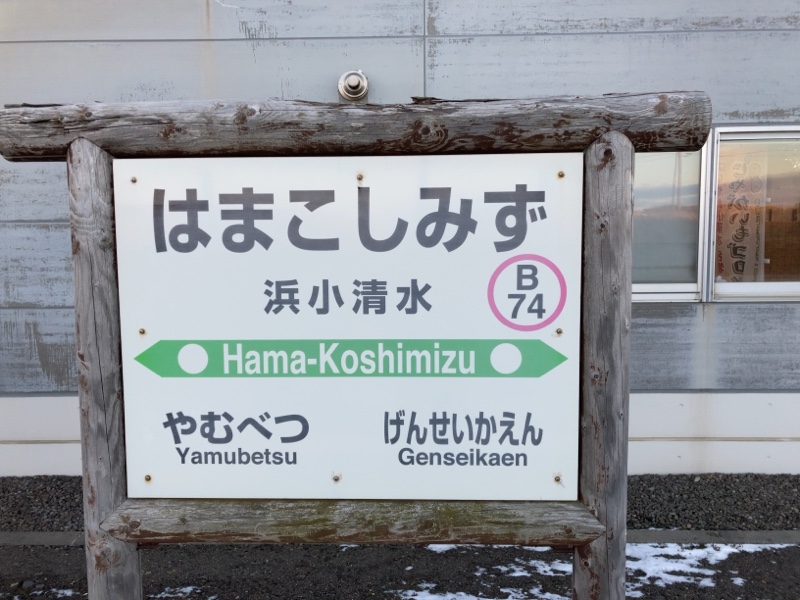 はまこしみず
浜小清水
B
74
Hama-Koshimizu
やむべつ
げんせいかえん
Yamubetsu
Genseikaen